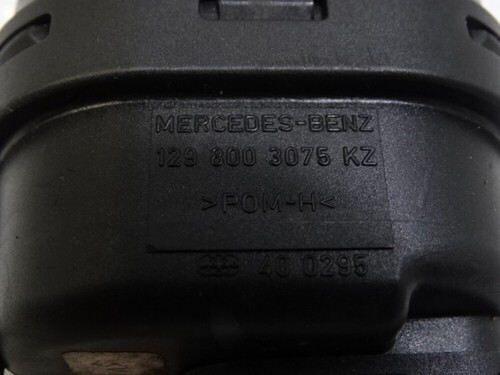 MERCEDES-BENZ
129 800 3075 KZ
>POM-H<
40 0295